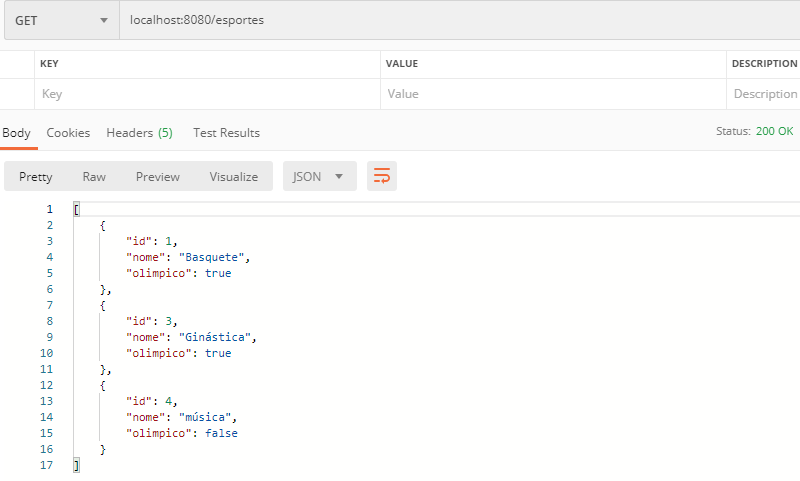 GET localhost:8080/esportes
KEY VALUE DESCRIPTION
Key Value Description
Body Cookies Headers (5) Test Results Status: 200 OK
Pretty Raw Preview Visualize JSON
1 [
2 {
3 "id": 1,
4 "nome": "Basquete",
5 "olimpico": true
6 },
7 {
8 "id": 3,
9 "nome": "Ginástica",
10 "olimpico": true
11 },
12 {
13 "id": 4,
14 "nome": "música",
15 "olimpico": false
16 }
17 ]